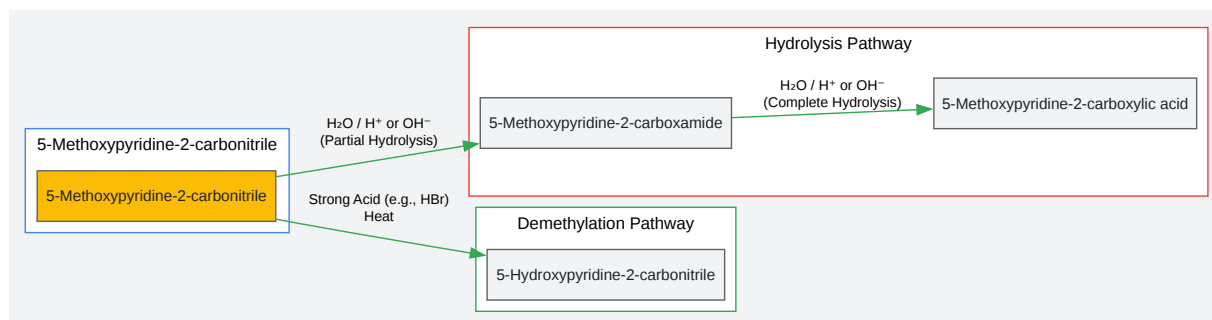 Hydrolysis Pathway
H₂O / H⁺ or OH⁻
(Complete Hydrolysis)
5-Methoxypyridine-2-carboxylic acid
5-Methoxypyridine-2-carboxamide
H₂O / H⁺ or OH⁻
(Partial Hydrolysis)
5-Methoxypyridine-2-carbonitrile
5-Methoxypyridine-2-carbonitrile
Strong Acid (e.g., HBr)
Heat
Demethylation Pathway
5-Hydroxypyridine-2-carbonitrile